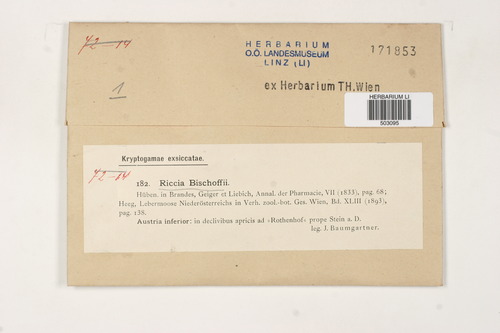 72-14
HERBARIUM
O.Ö. LANDESMUSEUM
LINZ (LI)
171853
1
ex Herbarium TH.Wien
HERBARIUM LI
503095
Kryptogamae exsiccatae.
72-14
182. Riccia Bischoffii.
Hüben. in Brandes, Geiger et Liebich, Annal. der Pharmacie, VII (1833), pag. 68;
Heeg, Lebermoose Niederösterreichs in Verh. zool.-bot. Ges. Wien, Bd. XLIII (1893),
pag. 138.
Austria inferior: in declivibus apricis ad »Rothenhof« prope Stein a. D.
leg. J. Baumgartner.